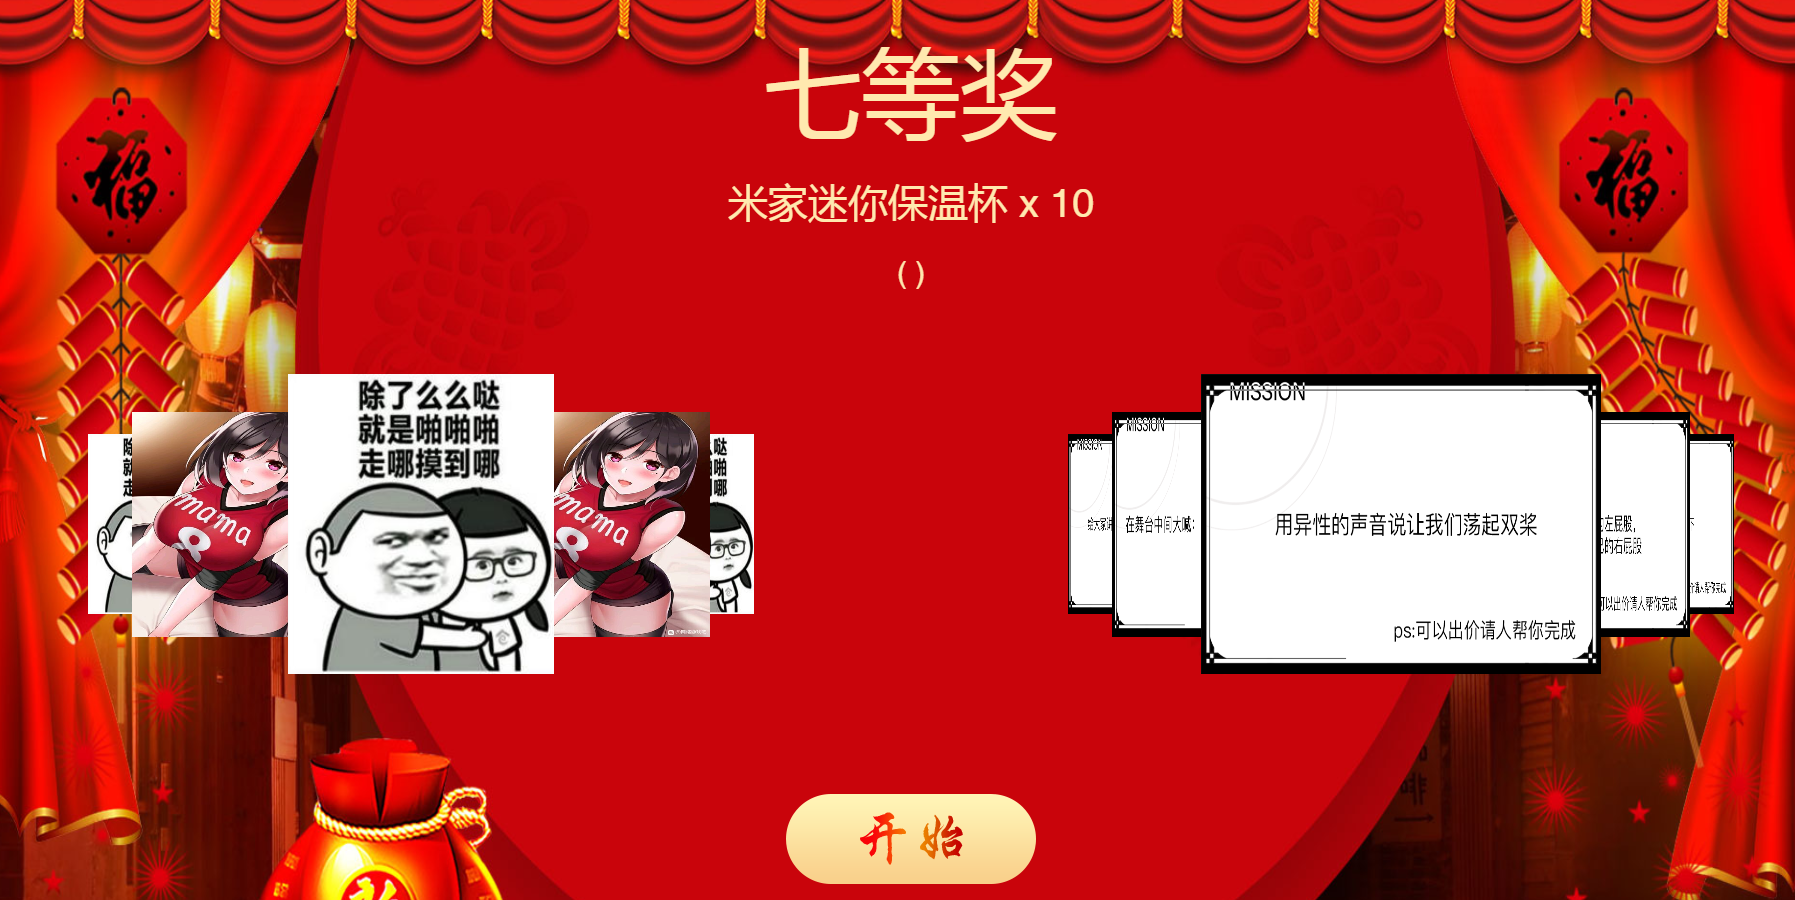 七等奖
米家迷你保温杯 x 10
( )
福
福
除了么么哒
就是啪啪啪
走哪摸到哪
mama
8
mama
8
MISSION
MISSION
MISSION
在舞台中间大喊:
用异性的声音说让我们荡起双桨
ps:可以出价请人帮你完成
左屁股,
的右屁股
可以出价请人帮你完成
开始